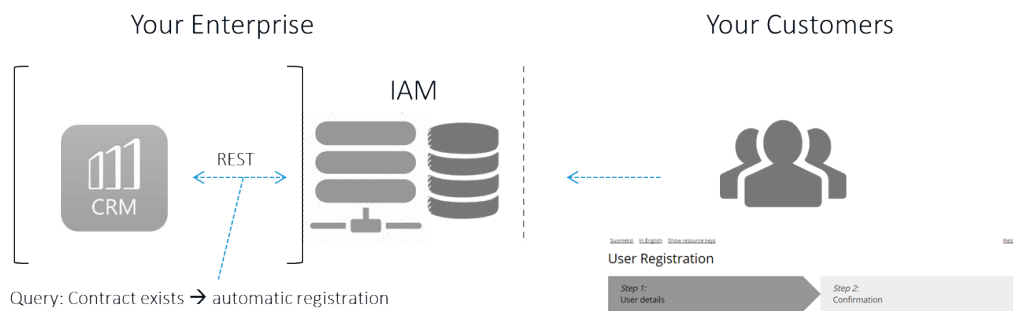 Your Enterprise
Your Customers
IAM
REST
CRM
Suomeksi In English Show resource keys
Help
User Registration
Step 1:
User details
Step 2:
Confirmation
Query: Contract exists → automatic registration